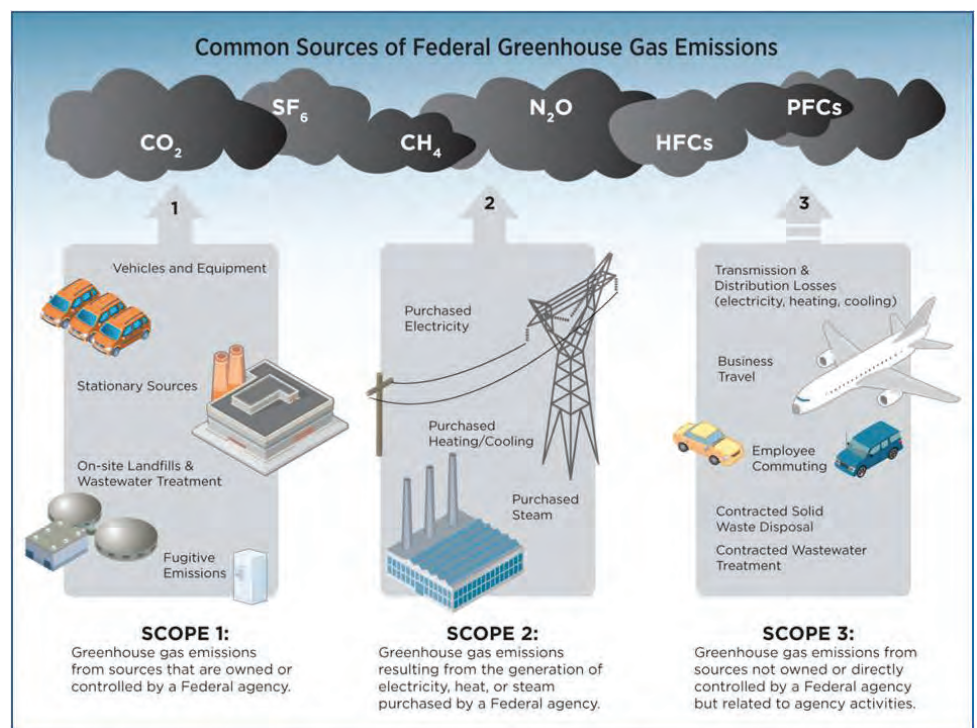 Common Sources of Federal Greenhouse Gas Emissions
CO₂
SF₆
CH₄
N₂O
HFCs
PFCs
1
2
3
Vehicles and Equipment
Stationary Sources
On-site Landfills &
Wastewater Treatment
Fugitive
Emissions
Purchased
Electricity
Purchased
Heating/Cooling
Purchased
Steam
Transmission &
Distribution Losses
(electricity, heating, cooling)
Business
Travel
Employee
Commuting
Contracted Solid
Waste Disposal
Contracted Wastewater
Treatment
SCOPE 1:
Greenhouse gas emissions
from sources that are owned or
controlled by a Federal agency.
SCOPE 2:
Greenhouse gas emissions
resulting from the generation of
electricity, heat, or steam
purchased by a Federal agency.
SCOPE 3:
Greenhouse gas emissions from
sources not owned or directly
controlled by a Federal agency
but related to agency activities.